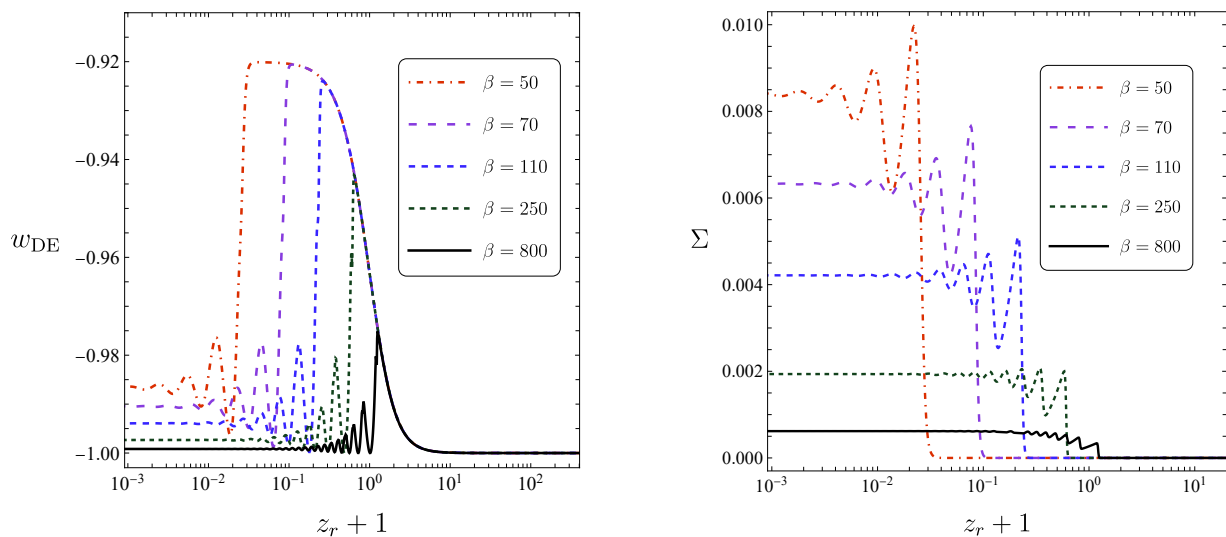 −0.92
−0.94
−0.96
−0.98
−1.00
w_DE
10^−3
10^−2
10^−1
10^0
10^1
10^2
z_r + 1
β = 50
β = 70
β = 110
β = 250
β = 800
0.010
0.008
0.006
0.004
0.002
0.000
Σ
10^−3
10^−2
10^−1
10^0
10^1
z_r + 1
β = 50
β = 70
β = 110
β = 250
β = 800